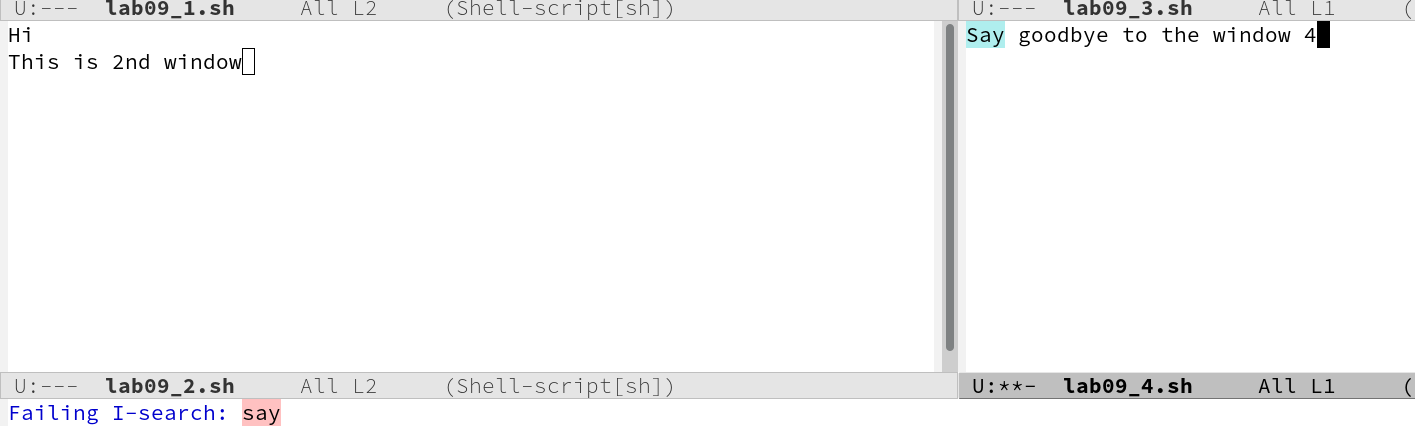 U:---  lab09_1.sh     All L2     (Shell-script[sh])
U:---  lab09_3.sh     All L1     (
Hi
This is 2nd window
Say goodbye to the window 4
U:---  lab09_2.sh     All L2     (Shell-script[sh])
U:**-  lab09_4.sh     All L1     (
Failing I-search: say